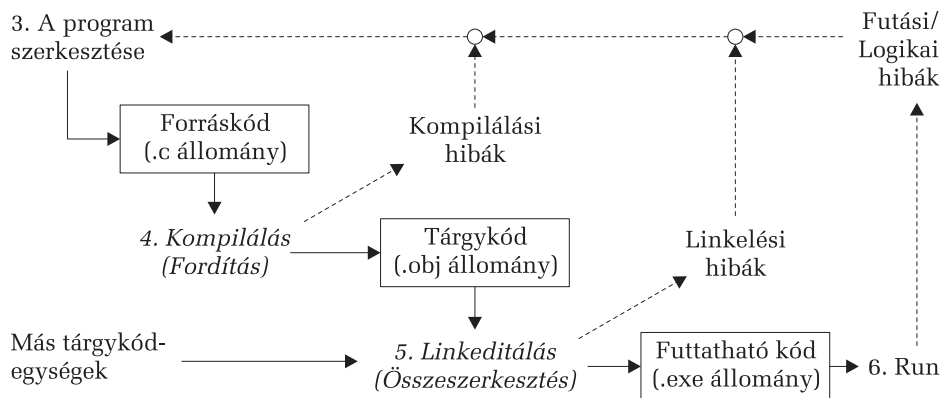 3. A program
szerkesztése
Futási/
Logikai
hibák
Forráskód
(.c állomány)
Kompilálási
hibák
4. Kompilálás
(Fordítás)
Tárgykód
(.obj állomány)
Linkelési
hibák
Más tárgykód-
egységek
5. Linkeditálás
(Összeszerkesztés)
Futtatható kód
(.exe állomány)
6. Run